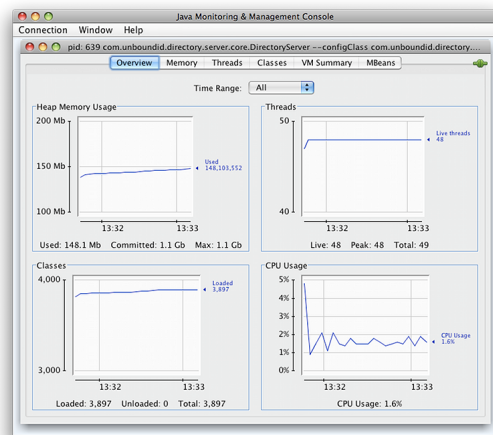 Java Monitoring & Management Console
Connection Window Help
pid: 639 com.unboundid.directory.server.core.DirectoryServer --configClass com.unboundid.directory....
Overview Memory Threads Classes VM Summary MBeans
Time Range: All
Heap Memory Usage
200 Mb
150 Mb
100 Mb
Used
148,103,552
13:32 13:33
Used: 148.1 Mb Committed: 1.1 Gb Max: 1.1 Gb
Threads
50
40
Live threads
48
13:32 13:33
Live: 48 Peak: 48 Total: 49
Classes
4,000
3,000
Loaded
3,897
13:32 13:33
Loaded: 3,897 Unloaded: 0 Total: 3,897
CPU Usage
5%
4%
3%
2%
1%
0%
CPU Usage
1.6%
13:32 13:33
CPU Usage: 1.6%